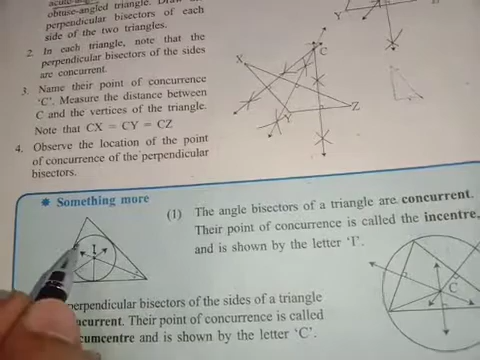 acute-angled triangle. Draw
obtuse-angled triangle. Draw
perpendicular bisectors of each
side of the two triangles.
2. In each triangle, note that the
perpendicular bisectors of the sides
are concurrent.
3. Name their point of concurrence
‘C’. Measure the distance between
C and the vertices of the triangle.
Note that CX = CY = CZ
4. Observe the location of the point
of concurrence of the perpendicular
bisectors.
Y
X
C
Y
Z
* Something more
I
(1) The angle bisectors of a triangle are concurrent.
Their point of concurrence is called the incentre,
and is shown by the letter ‘I’.
perpendicular bisectors of the sides of a triangle
Their point of concurrence is called
and is shown by the letter ‘C’.
C